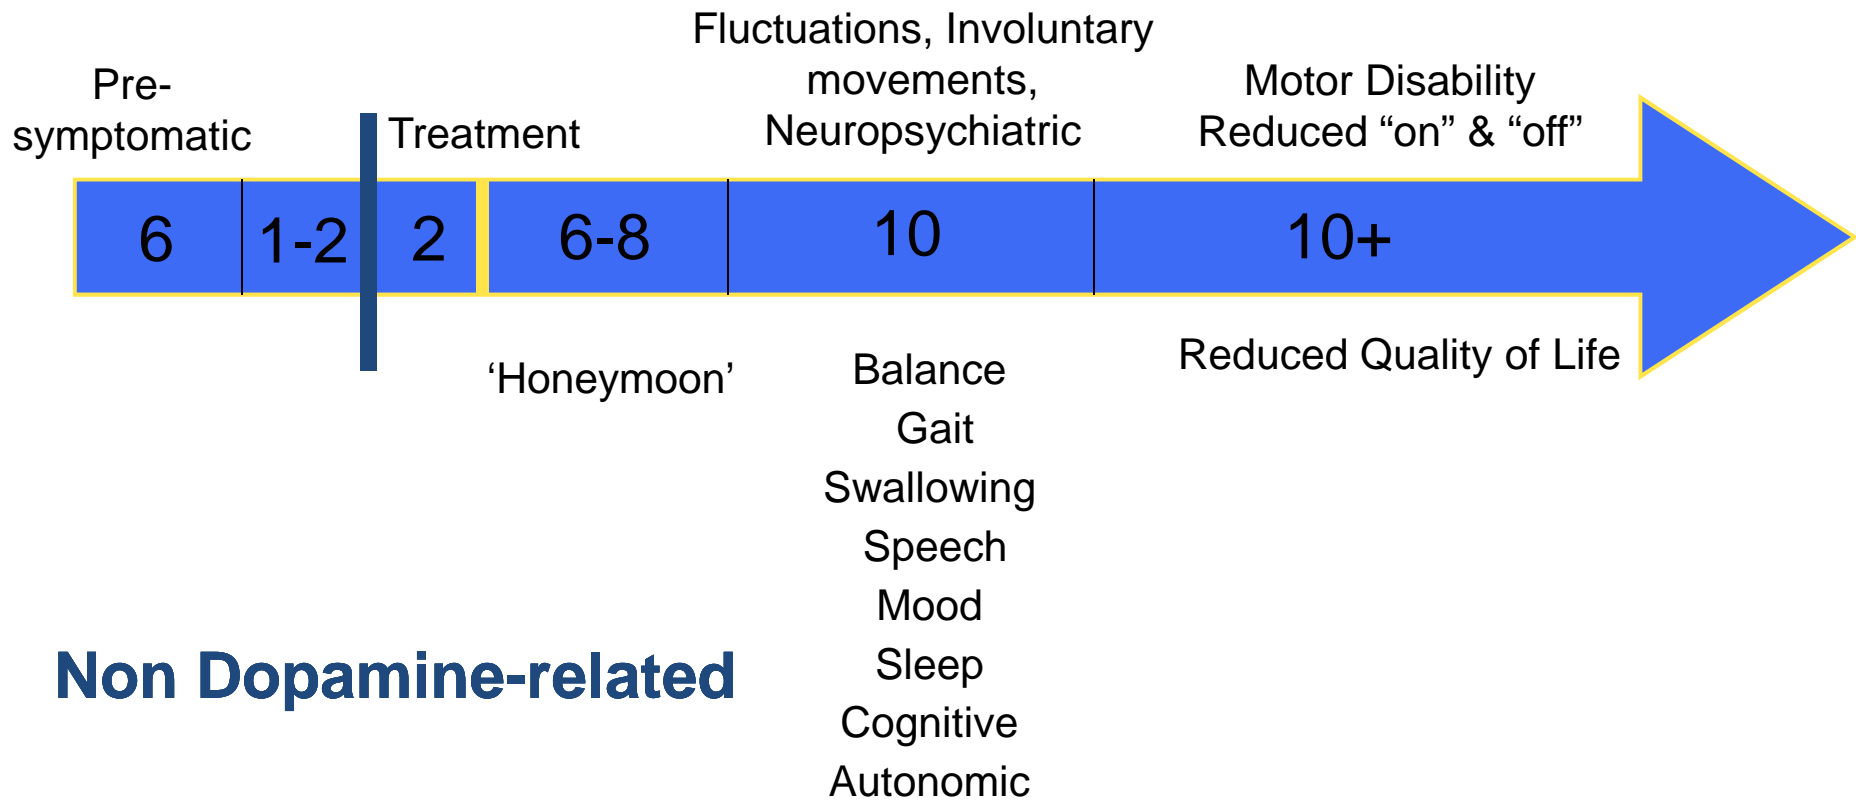 Pre-
symptomatic
Treatment
Fluctuations, Involuntary
movements,
Neuropsychiatric
Motor Disability
Reduced “on” & “off”
6
1-2
2
6-8
10
10+
‘Honeymoon’
Balance
Gait
Swallowing
Speech
Mood
Sleep
Cognitive
Autonomic
Reduced Quality of Life
Non Dopamine-related